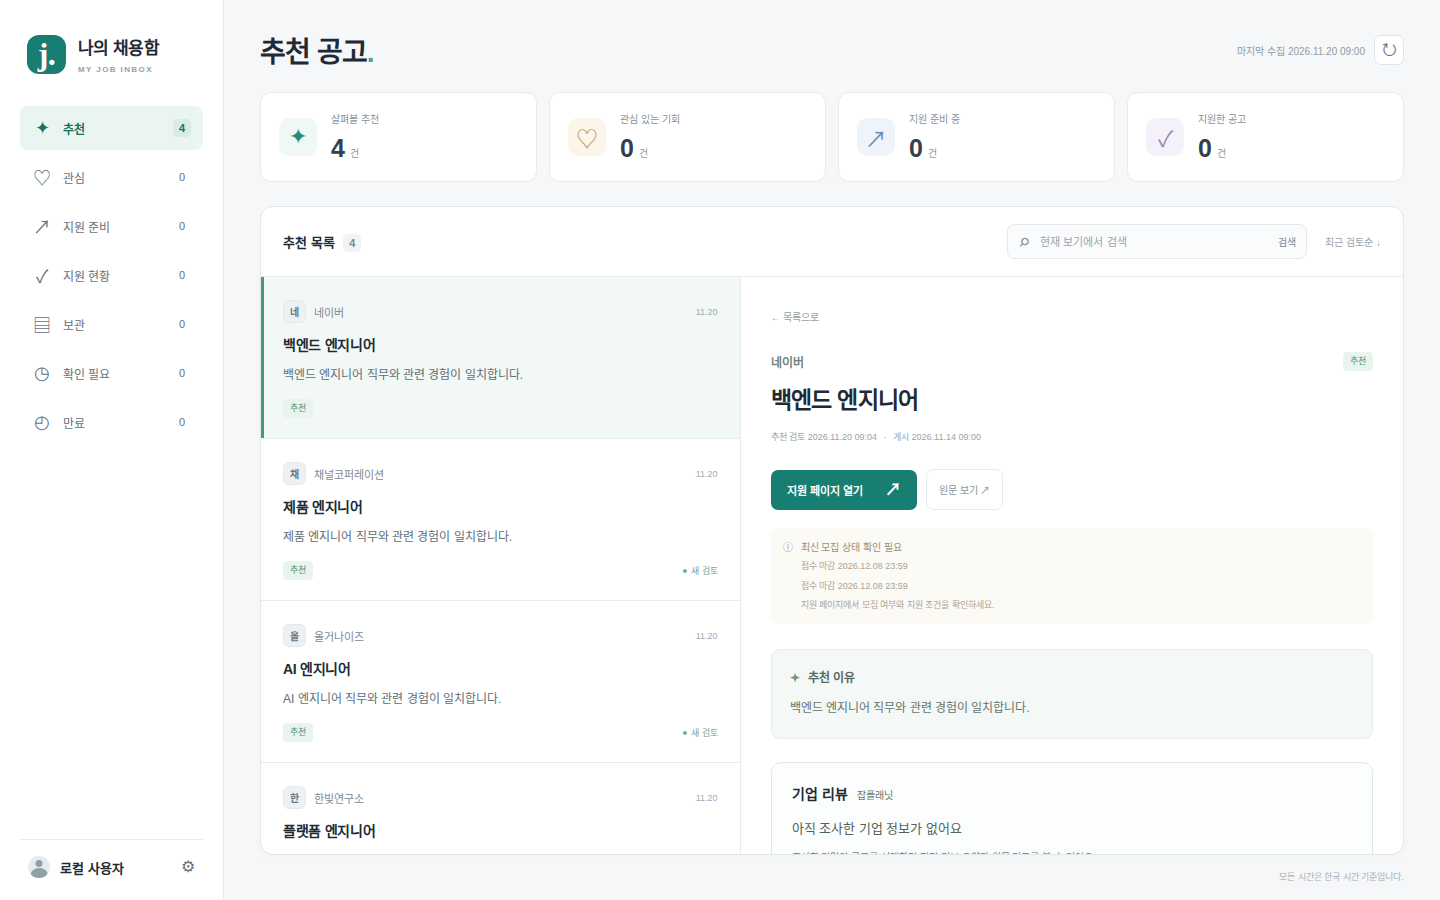 j.
나의 채용함
MY JOB INBOX
추천 4
관심 0
지원 준비 0
지원 현황 0
보관 0
확인 필요 0
만료 0
로컬 사용자
추천 공고.
마지막 수집 2026.11.20 09:00
살펴볼 추천
4 건
관심 있는 기회
0 건
지원 준비 중
0 건
지원한 공고
0 건
추천 목록 4
현재 보기에서 검색
검색
최근 검토순 ↓
네 네이버 11.20
백엔드 엔지니어
백엔드 엔지니어 직무와 관련 경험이 일치합니다.
추천
채 채널코퍼레이션 11.20
제품 엔지니어
제품 엔지니어 직무와 관련 경험이 일치합니다.
추천 새 검토
올 올거나이즈 11.20
AI 엔지니어
AI 엔지니어 직무와 관련 경험이 일치합니다.
추천 새 검토
한 한빛연구소 11.20
플랫폼 엔지니어
← 목록으로
네이버 추천
백엔드 엔지니어
추천 검토 2026.11.20 09:04 · 게시 2026.11.14 09:00
지원 페이지 열기 ↗
원문 보기 ↗
최신 모집 상태 확인 필요
접수 마감 2026.12.08 23:59
접수 마감 2026.12.08 23:59
지원 페이지에서 모집 여부와 지원 조건을 확인하세요.
추천 이유
백엔드 엔지니어 직무와 관련 경험이 일치합니다.
기업 리뷰 잡플래닛
아직 조사한 기업 정보가 없어요
모든 시간은 한국 시간 기준입니다.